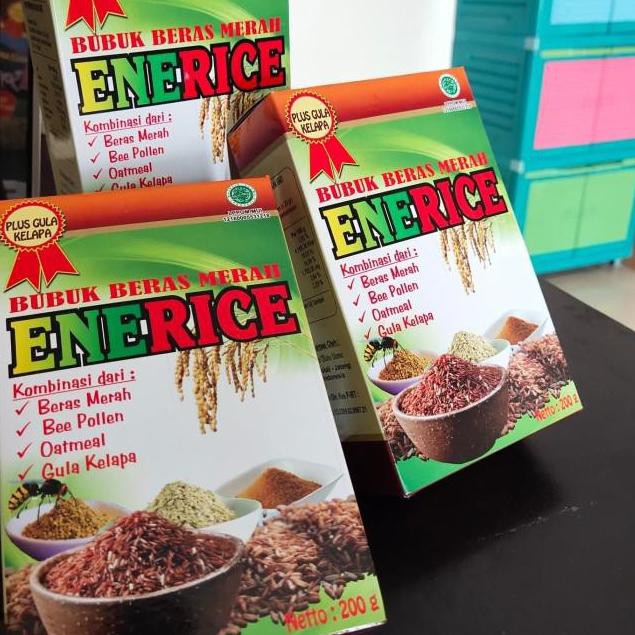 BUBUK BERAS MERAH
ENERICE
Kombinasi dari :
✓ Beras Merah
✓ Bee Pollen
✓ Oatmeal
✓ Gula Kelapa
PLUS GULA
KELAPA
BUBUK BERAS MERAH
ENERICE
Kombinasi dari :
✓ Beras Merah
✓ Bee Pollen
✓ Oatmeal
✓ Gula Kelapa
Netto : 200 g
PLUS GULA
KELAPA
BUBUK BERAS MERAH
ENERICE
Kombinasi dari :
✓ Beras Merah
✓ Bee Pollen
✓ Oatmeal
✓ Gula Kelapa
Netto : 200 g